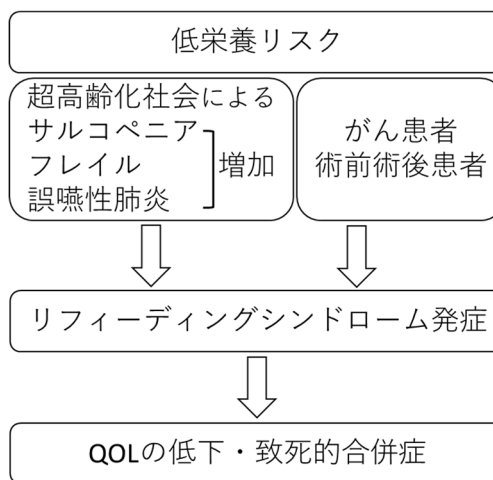 低栄養リスク
超高齢化社会による
サルコペニア
フレイル
誤嚥性肺炎
増加
がん患者
術前術後患者
リフィーディングシンドローム発症
QOLの低下・致死的合併症